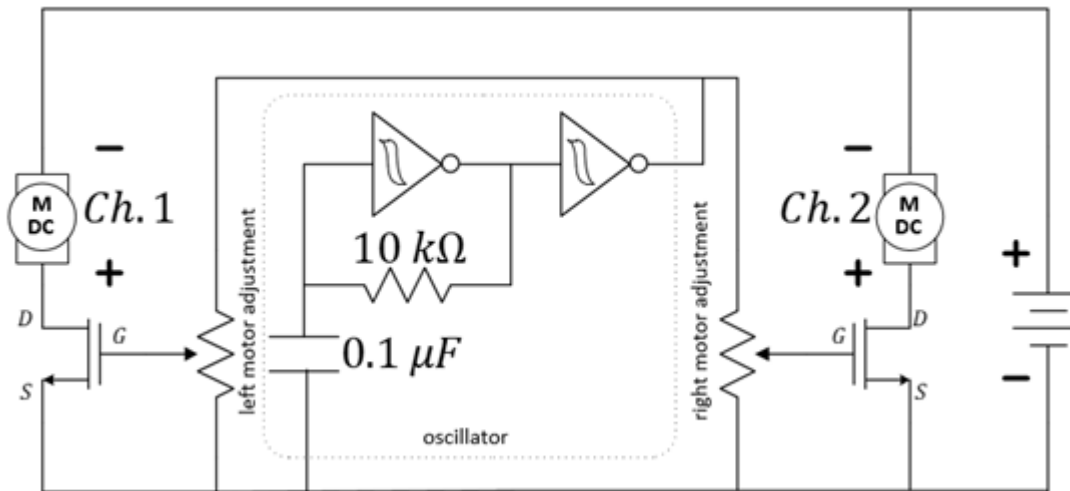 −
M
DC
Ch. 1
+
D
G
S
left motor adjustment
10 kΩ
0.1 μF
oscillator
right motor adjustment
−
Ch. 2
M
DC
+
D
G
S
+
−